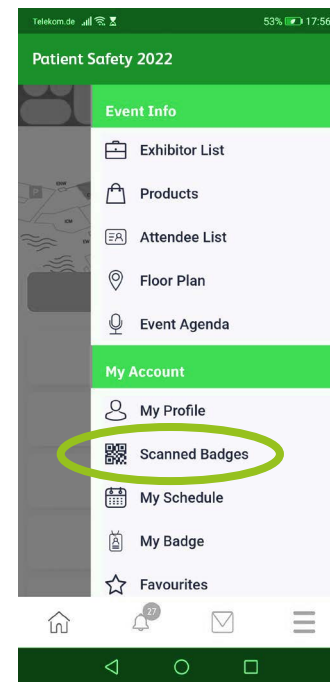 Telekom.de 53% 17:56
Patient Safety 2022
Event Info
Exhibitor List
Products
Attendee List
Floor Plan
Event Agenda
My Account
My Profile
Scanned Badges
My Schedule
My Badge
Favourites
27